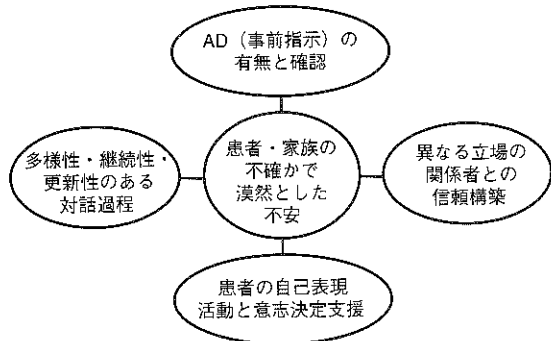 AD（事前指示）の
有無と確認
多様性・継続性・
更新性のある
対話過程
患者・家族の
不確かで
漠然とした
不安
異なる立場の
関係者との
信頼構築
患者の自己表現
活動と意志決定支援